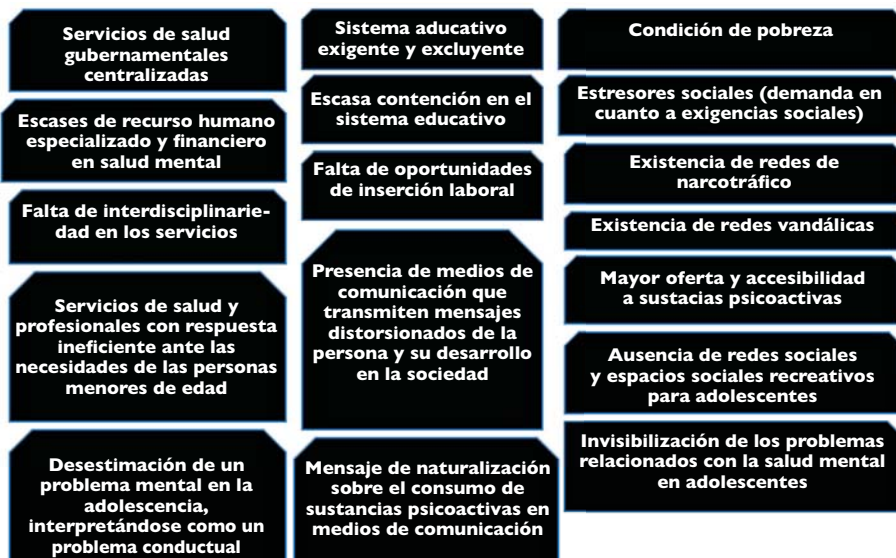 Servicios de salud
gubernamentales
centralizadas
Escases de recurso humano
especializado y financiero
en salud mental
Falta de interdisciplinarie-
dad en los servicios
Servicios de salud y
profesionales con respuesta
ineficiente ante las
necesidades de las personas
menores de edad
Desestimación de un
problema mental en la
adolescencia,
interpretándose como un
problema conductual
Sistema aducativo
exigente y excluyente
Escasa contención en el
sistema educativo
Falta de oportunidades
de inserción laboral
Presencia de medios de
comunicación que
transmiten mensajes
distorsionados de la
persona y su desarrollo
en la sociedad
Mensaje de naturalización
sobre el consumo de
sustancias psicoactivas en
medios de comunicación
Condición de pobreza
Estresores sociales (demanda en
cuanto a exigencias sociales)
Existencia de redes de
narcotráfico
Existencia de redes vandálicas
Mayor oferta y accesibilidad
a sustacias psicoactivas
Ausencia de redes sociales
y espacios sociales recreativos
para adolescentes
Invisibilización de los problemas
relacionados con la salud mental
en adolescentes